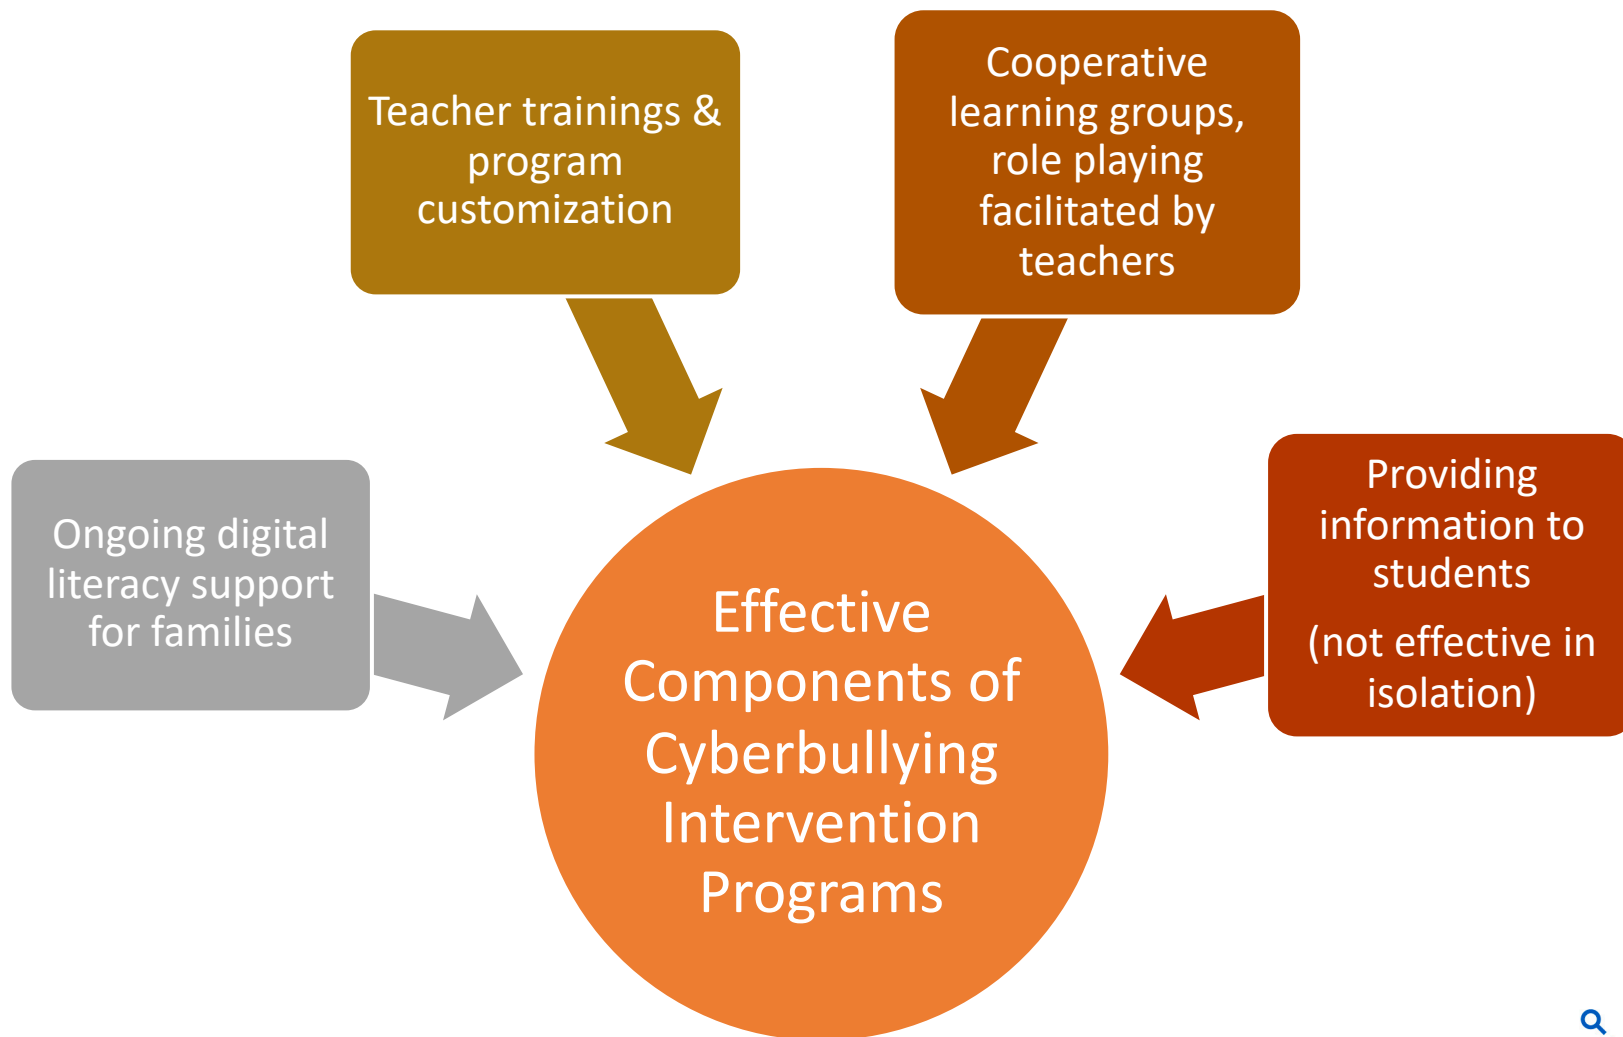 Teacher trainings &
program
customization
Cooperative
learning groups,
role playing
facilitated by
teachers
Ongoing digital
literacy support
for families
Providing
information to
students
(not effective in
isolation)
Effective
Components of
Cyberbullying
Intervention
Programs